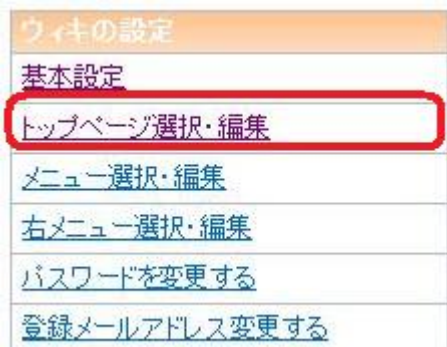 ウィキの設定
基本設定
トップページ選択・編集
メニュー選択・編集
右メニュー選択・編集
パスワードを変更する
登録メールアドレス変更する